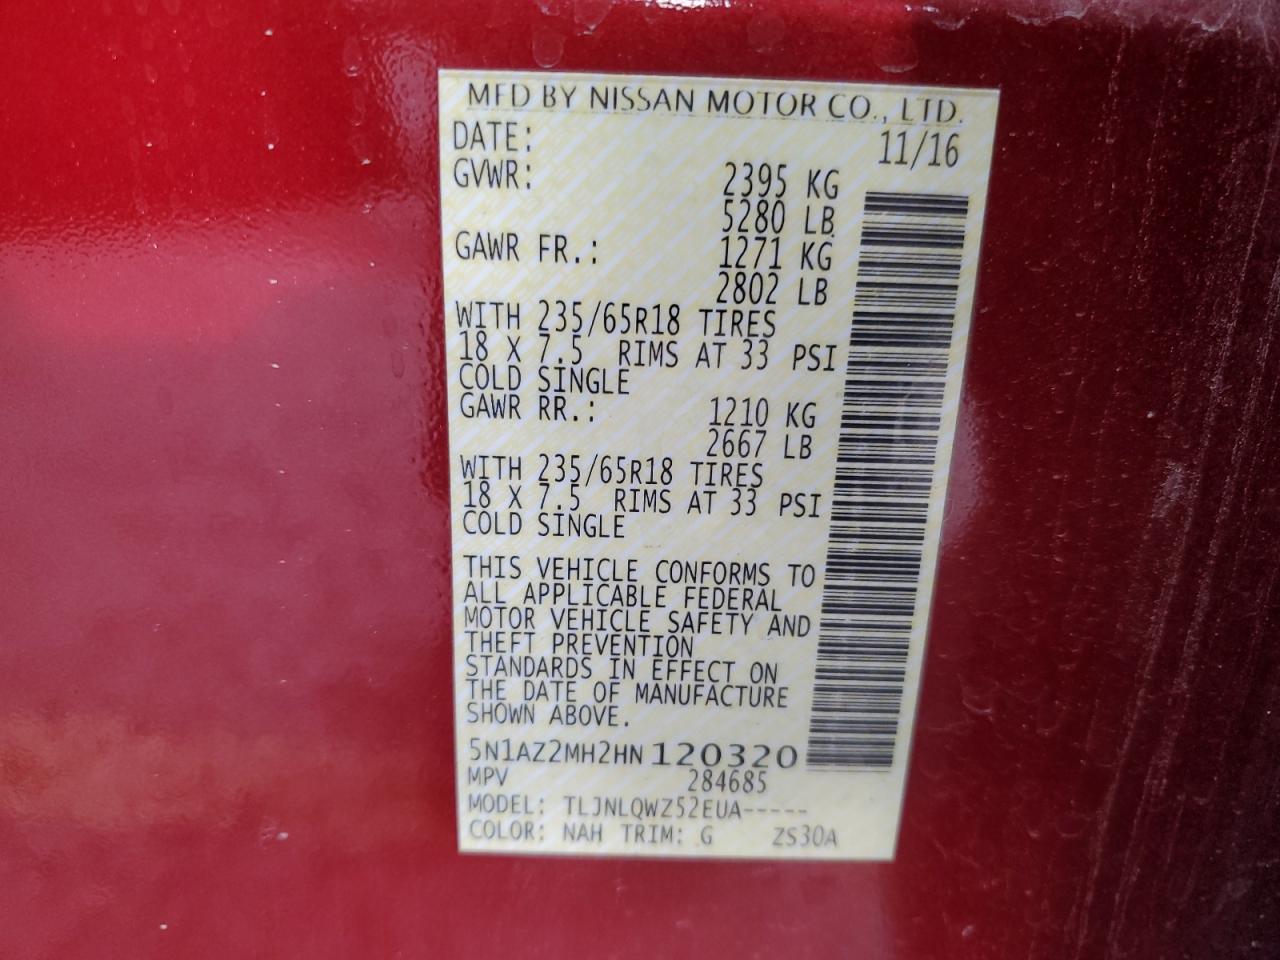 MFD BY NISSAN MOTOR CO., LTD.
DATE: 11/16
GVWR: 2395 KG
5280 LB
GAWR FR.: 1271 KG
2802 LB
WITH 235/65R18 TIRES
18 X 7.5 RIMS AT 33 PSI
COLD SINGLE
GAWR RR.: 1210 KG
2667 LB
WITH 235/65R18 TIRES
18 X 7.5 RIMS AT 33 PSI
COLD SINGLE
THIS VEHICLE CONFORMS TO
ALL APPLICABLE FEDERAL
MOTOR VEHICLE SAFETY AND
THEFT PREVENTION
STANDARDS IN EFFECT ON
THE DATE OF MANUFACTURE
SHOWN ABOVE.
5N1AZ2MH2HN120320
MPV 284685
MODEL: TLJNLQWZ52EUA-----
COLOR: NAH TRIM: G ZS30A